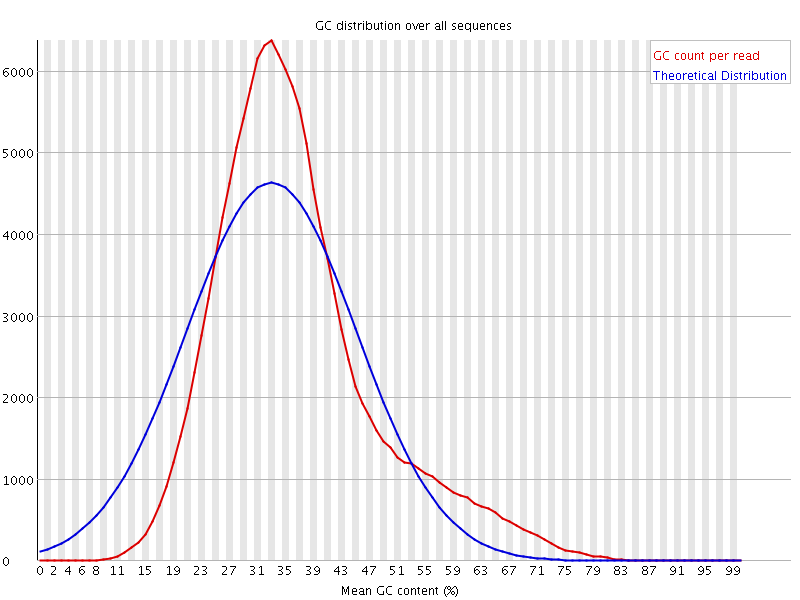 GC distribution over all sequences
GC count per read
Theoretical Distribution
6000
5000
4000
3000
2000
1000
0
0 2 4 6 8 11 15 19 23 27 31 35 39 43 47 51 55 59 63 67 71 75 79 83 87 91 95 99
Mean GC content (%)